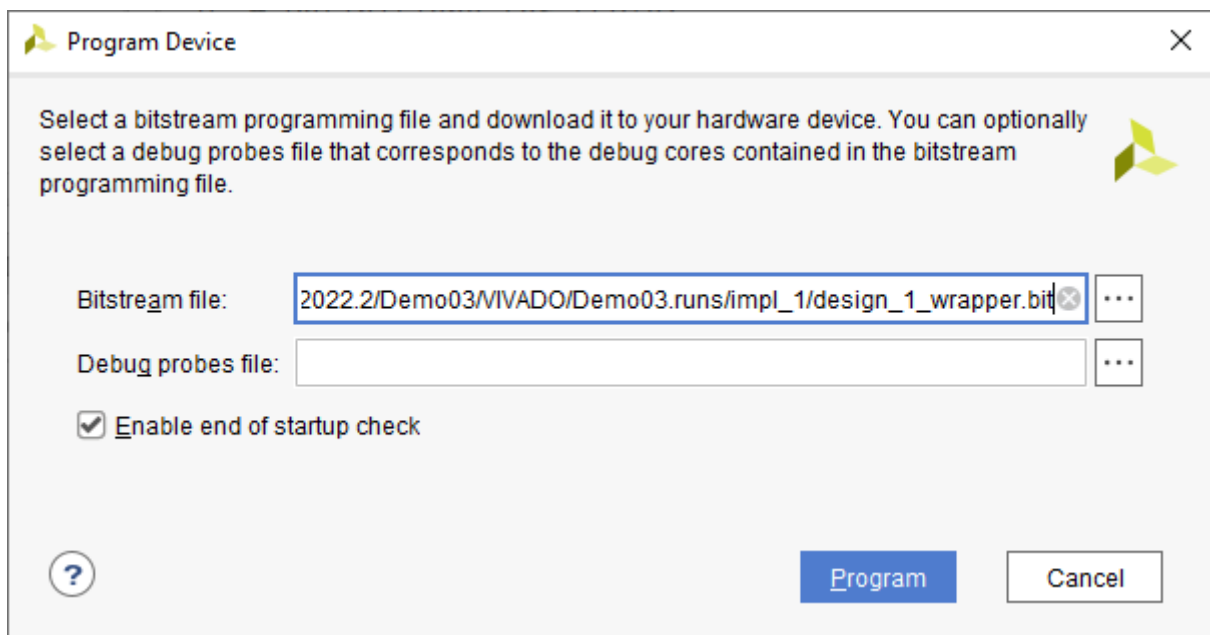 Program Device
Select a bitstream programming file and download it to your hardware device. You can optionally
select a debug probes file that corresponds to the debug cores contained in the bitstream
programming file.
Bitstream file: 2022.2/Demo03/VIVADO/Demo03.runs/impl_1/design_1_wrapper.bit ...
Debug probes file: ...
Enable end of startup check
? Program Cancel